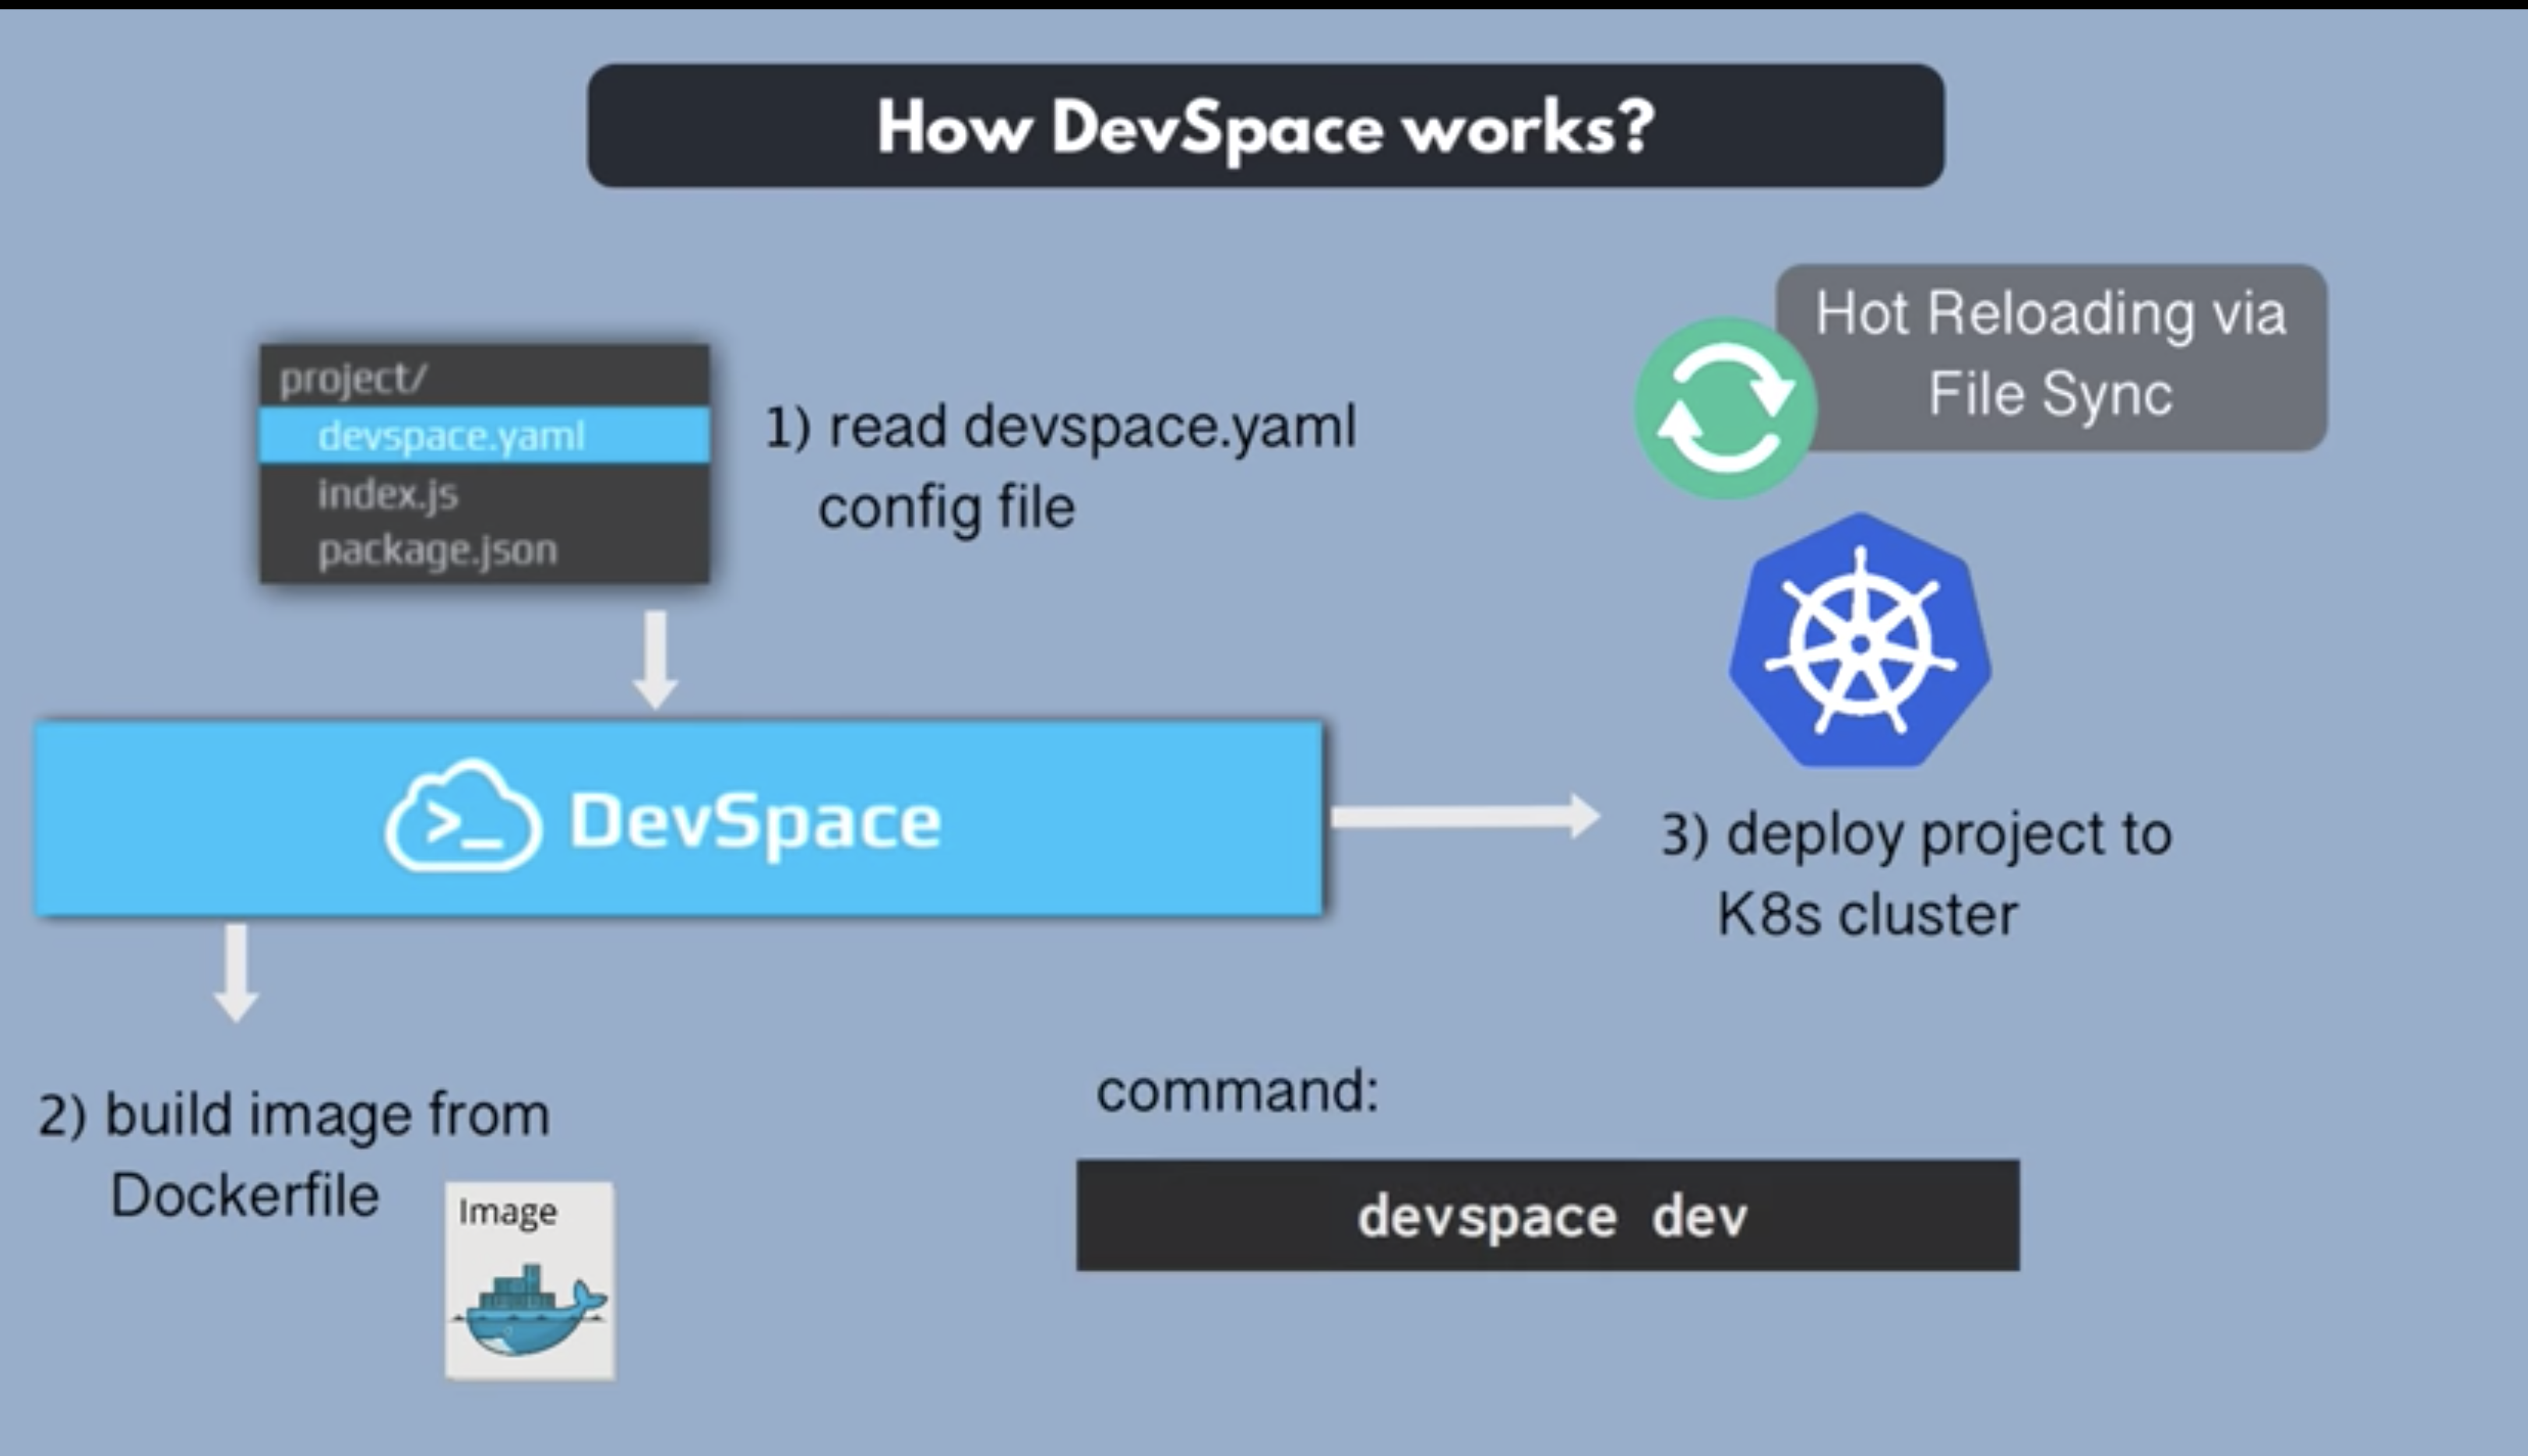 How DevSpace works?
project/
devspace.yaml
index.js
package.json
1) read devspace.yaml
config file
Hot Reloading via
File Sync
>_ DevSpace
3) deploy project to
K8s cluster
2) build image from
Dockerfile
Image
command:
devspace dev